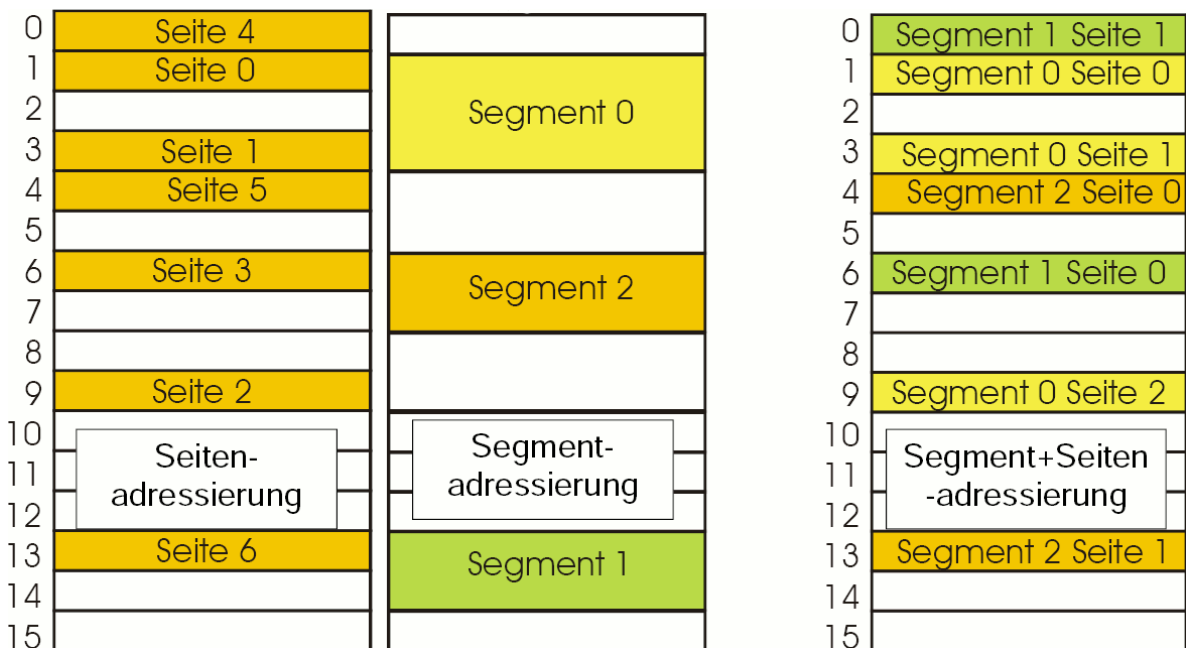 0 Seite 4
1 Seite 0
2
3 Seite 1
4 Seite 5
5
6 Seite 3
7
8
9 Seite 2
10
11
12
Seiten-
adressierung
13 Seite 6
14
15
Segment 0
Segment 2
Segment-
adressierung
Segment 1
0 Segment 1 Seite 1
1 Segment 0 Seite 0
2
3 Segment 0 Seite 1
4 Segment 2 Seite 0
5
6 Segment 1 Seite 0
7
8
9 Segment 0 Seite 2
10
11
12
Segment+Seiten
-adressierung
13 Segment 2 Seite 1
14
15